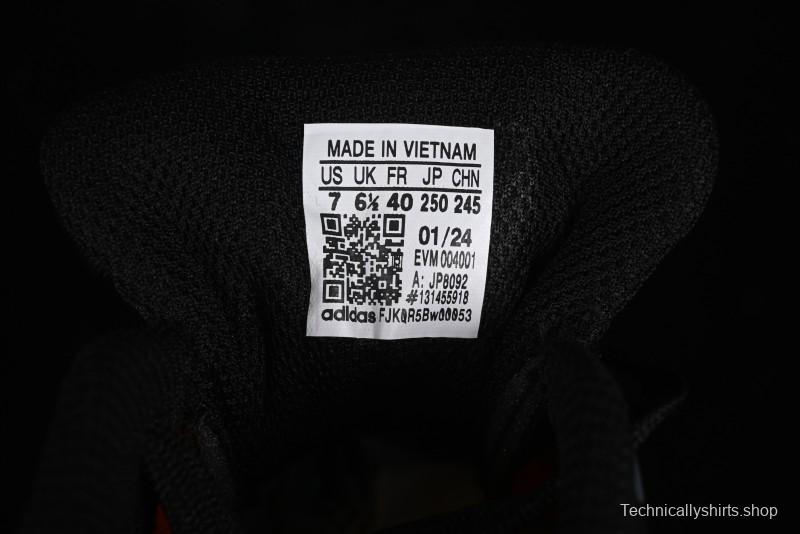 MADE IN VIETNAM
US UK FR JP CHN
7 6½ 40 250 245
01/24
EVM 004001
A: JP8092
#131455918
adidas FJKQR5Bw00053
Technicallyshirts.shop